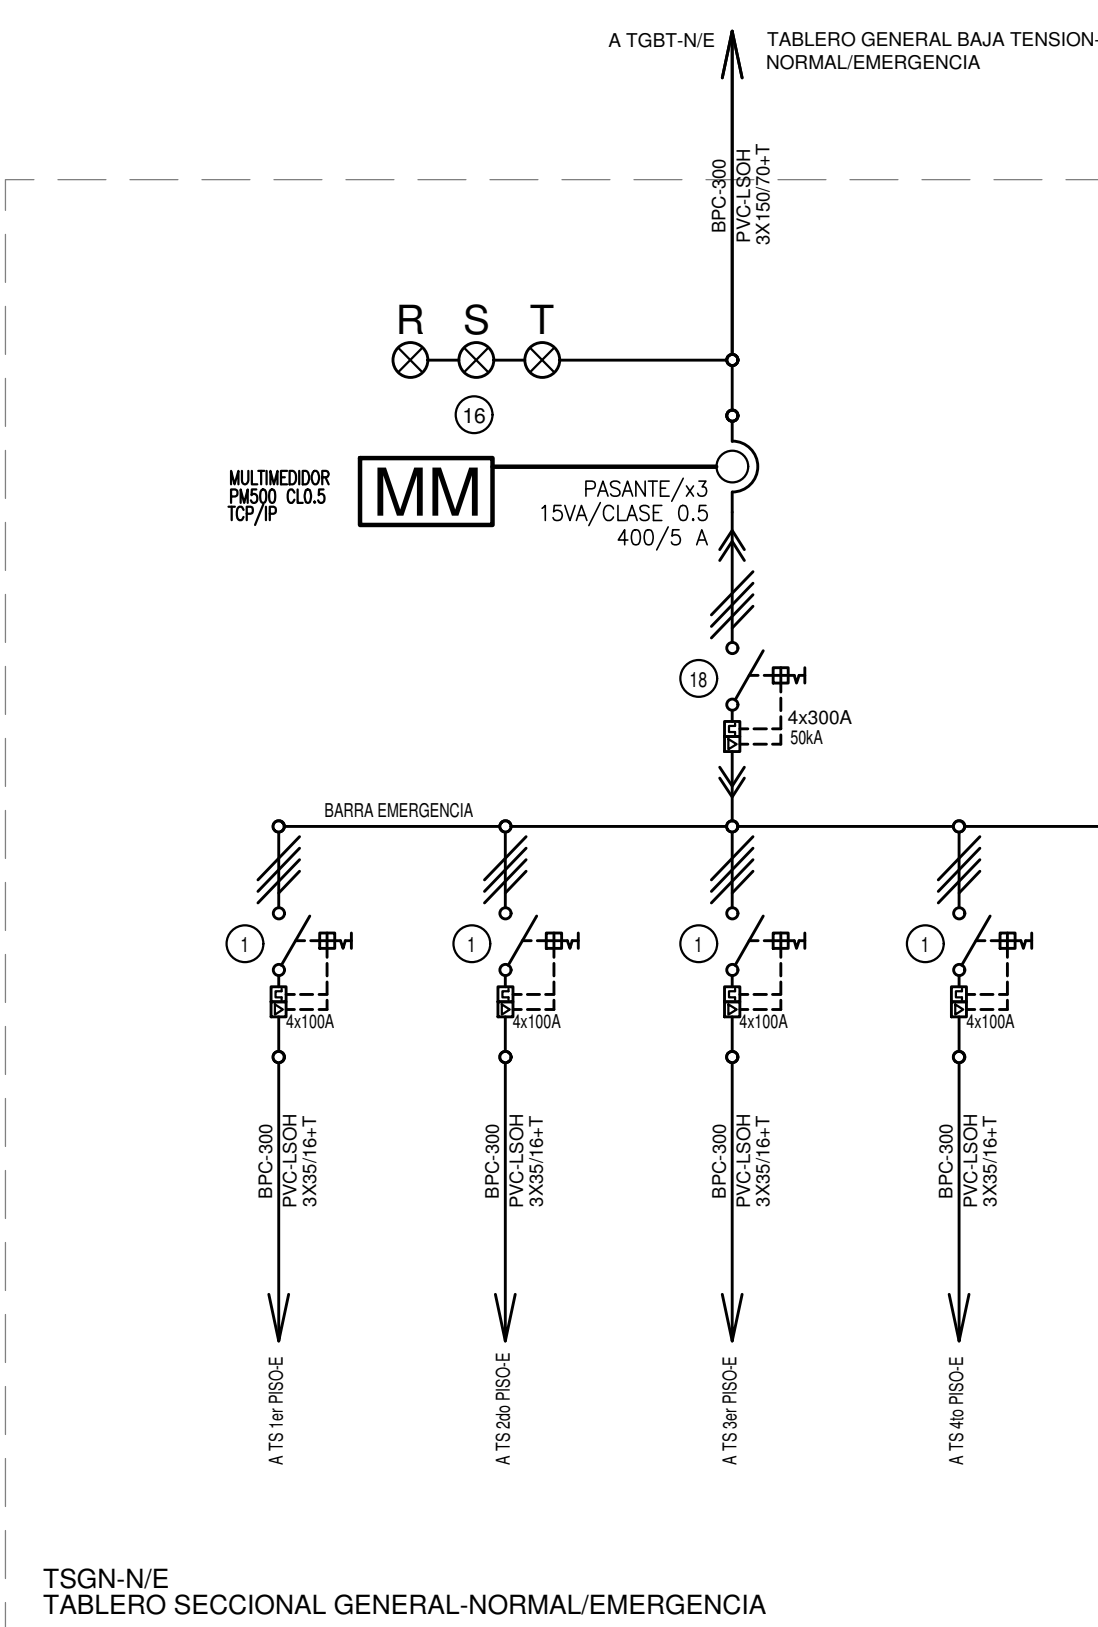 A TGBT-N/E
TABLERO GENERAL BAJA TENSION-
NORMAL/EMERGENCIA
BPC-300
PVC-LSOH
3X150/70+T
R S T
16
MULTIMEDIDOR
PM500 CL0.5
TCP/IP
MM
PASANTE/x3
15VA/CLASE 0.5
400/5 A
18
4x300A
50kA
BARRA EMERGENCIA
1
4x100A
1
4x100A
1
4x100A
1
4x100A
BPC-300
PVC-LSOH
3X35/16+T
BPC-300
PVC-LSOH
3X35/16+T
BPC-300
PVC-LSOH
3X35/16+T
BPC-300
PVC-LSOH
3X35/16+T
A TS 1er PISO-E
A TS 2do PISO-E
A TS 3er PISO-E
A TS 4to PISO-E
TSGN-N/E
TABLERO SECCIONAL GENERAL-NORMAL/EMERGENCIA